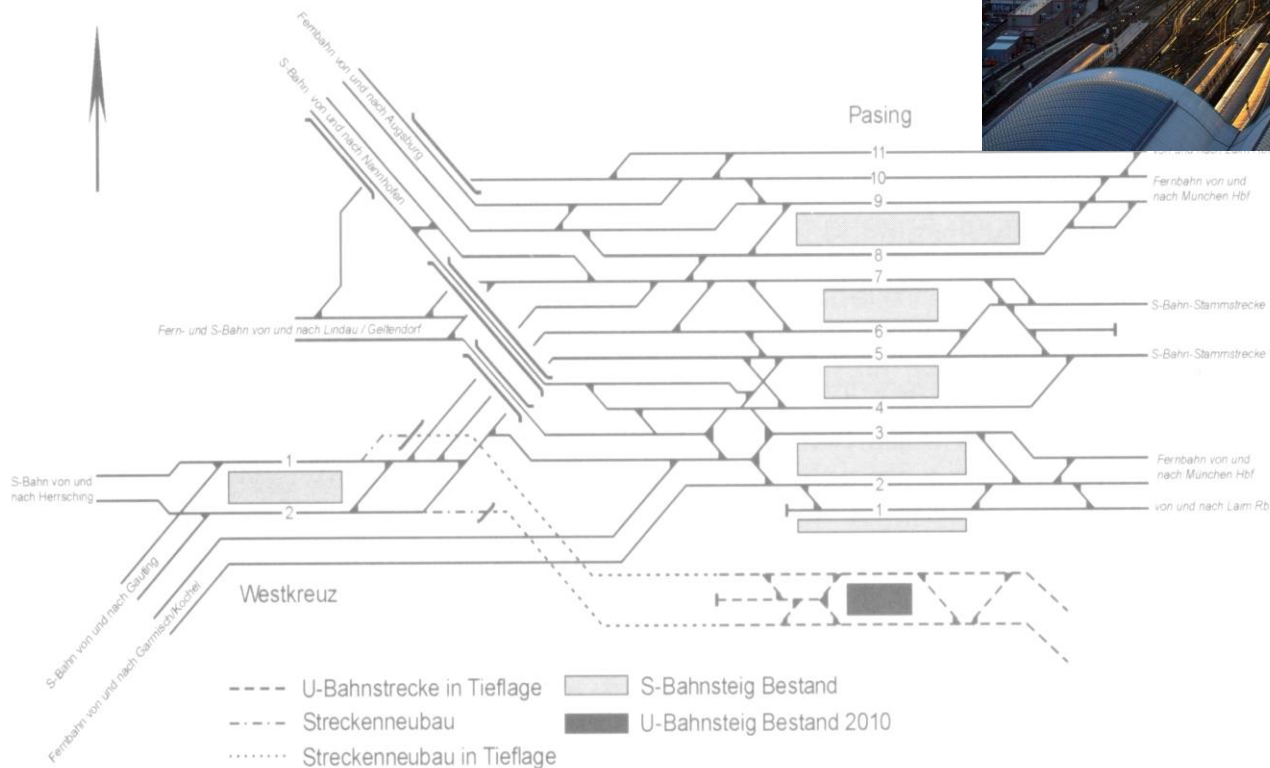 Pasing
Fernbahn von und nach Augsburg
S-Bahn von und nach Nannhofen
11
10
9
8
7
6
5
4
3
2
1
Fernbahn von und
nach München Hbf
S-Bahn-Stammstrecke
S-Bahn-Stammstrecke
Fernbahn von und
nach München Hbf
von und nach Laim Rb
Fern- und S-Bahn von und nach Lindau / Geltendorf
S-Bahn von und
nach Herrsching
1
2
S-Bahn von und nach Gauting
Fernbahn von und nach Garmisch/Kochel
Westkreuz
U-Bahnstrecke in Tieflage
Streckenneubau
Streckenneubau in Tieflage
S-Bahnsteig Bestand
U-Bahnsteig Bestand 2010